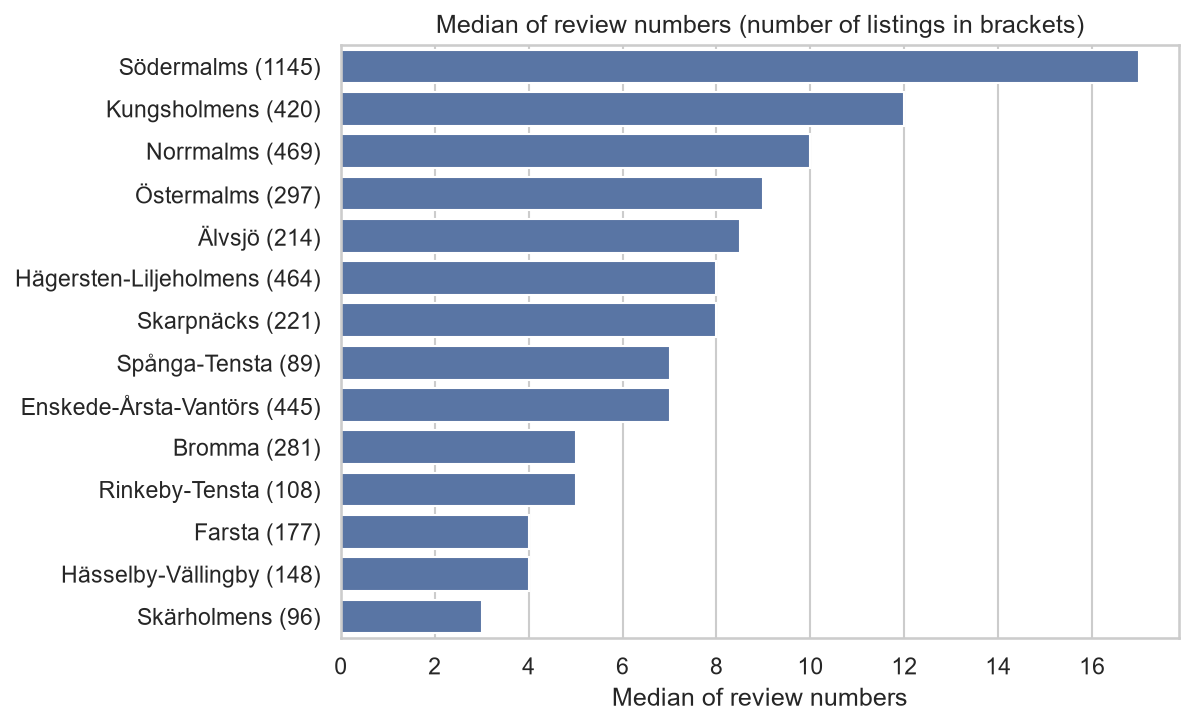 Median of review numbers (number of listings in brackets)
Södermalms (1145)
Kungsholmens (420)
Norrmalms (469)
Östermalms (297)
Älvsjö (214)
Hägersten-Liljeholmens (464)
Skarpnäcks (221)
Spånga-Tensta (89)
Enskede-Årsta-Vantörs (445)
Bromma (281)
Rinkeby-Tensta (108)
Farsta (177)
Hässelby-Vällingby (148)
Skärholmens (96)
0 2 4 6 8 10 12 14 16
Median of review numbers